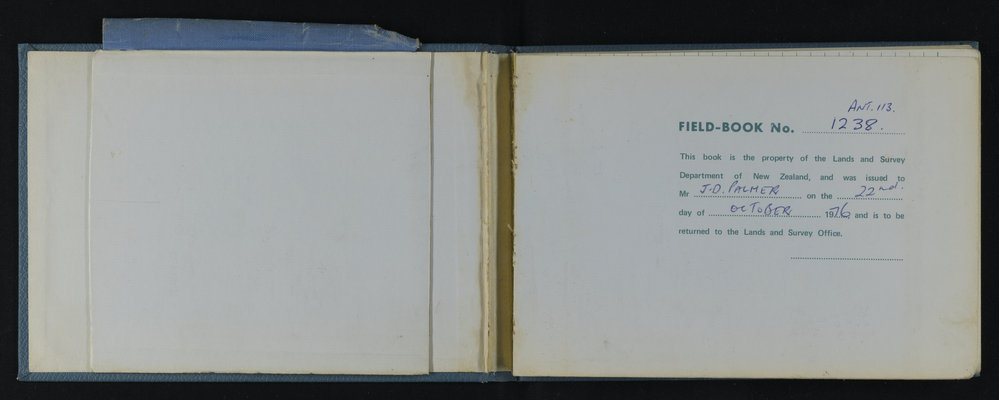 ANT. 113.
FIELD-BOOK No. 1238.
This book is the property of the Lands and Survey
Department of New Zealand, and was issued to
Mr J.D. PALMER on the 22nd.
day of OCTOBER 1976 and is to be
returned to the Lands and Survey Office.